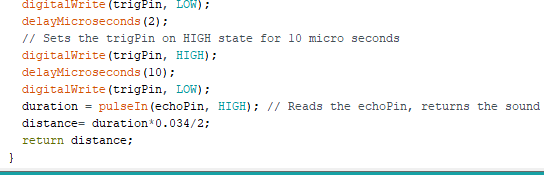 digitalWrite(trigPin, LOW);
delayMicroseconds(2);
// Sets the trigPin on HIGH state for 10 micro seconds
digitalWrite(trigPin, HIGH);
delayMicroseconds(10);
digitalWrite(trigPin, LOW);
duration = pulseIn(echoPin, HIGH); // Reads the echoPin, returns the sound
distance= duration*0.034/2;
return distance;
}